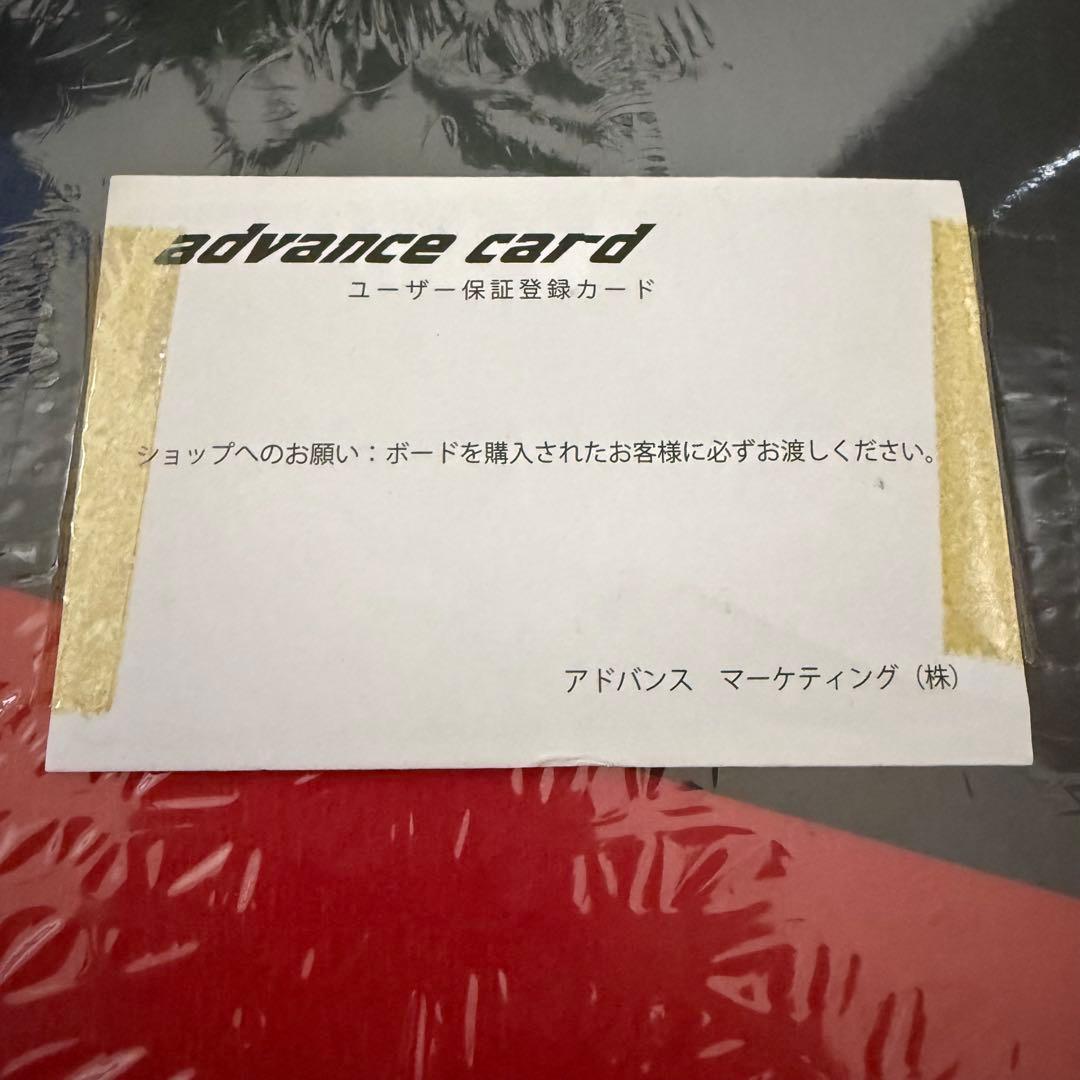 advance card
ユーザー保証登録カード
ショップへのお願い：ボードを購入されたお客様に必ずお渡しください。
アドバンス　マーケティング（株）